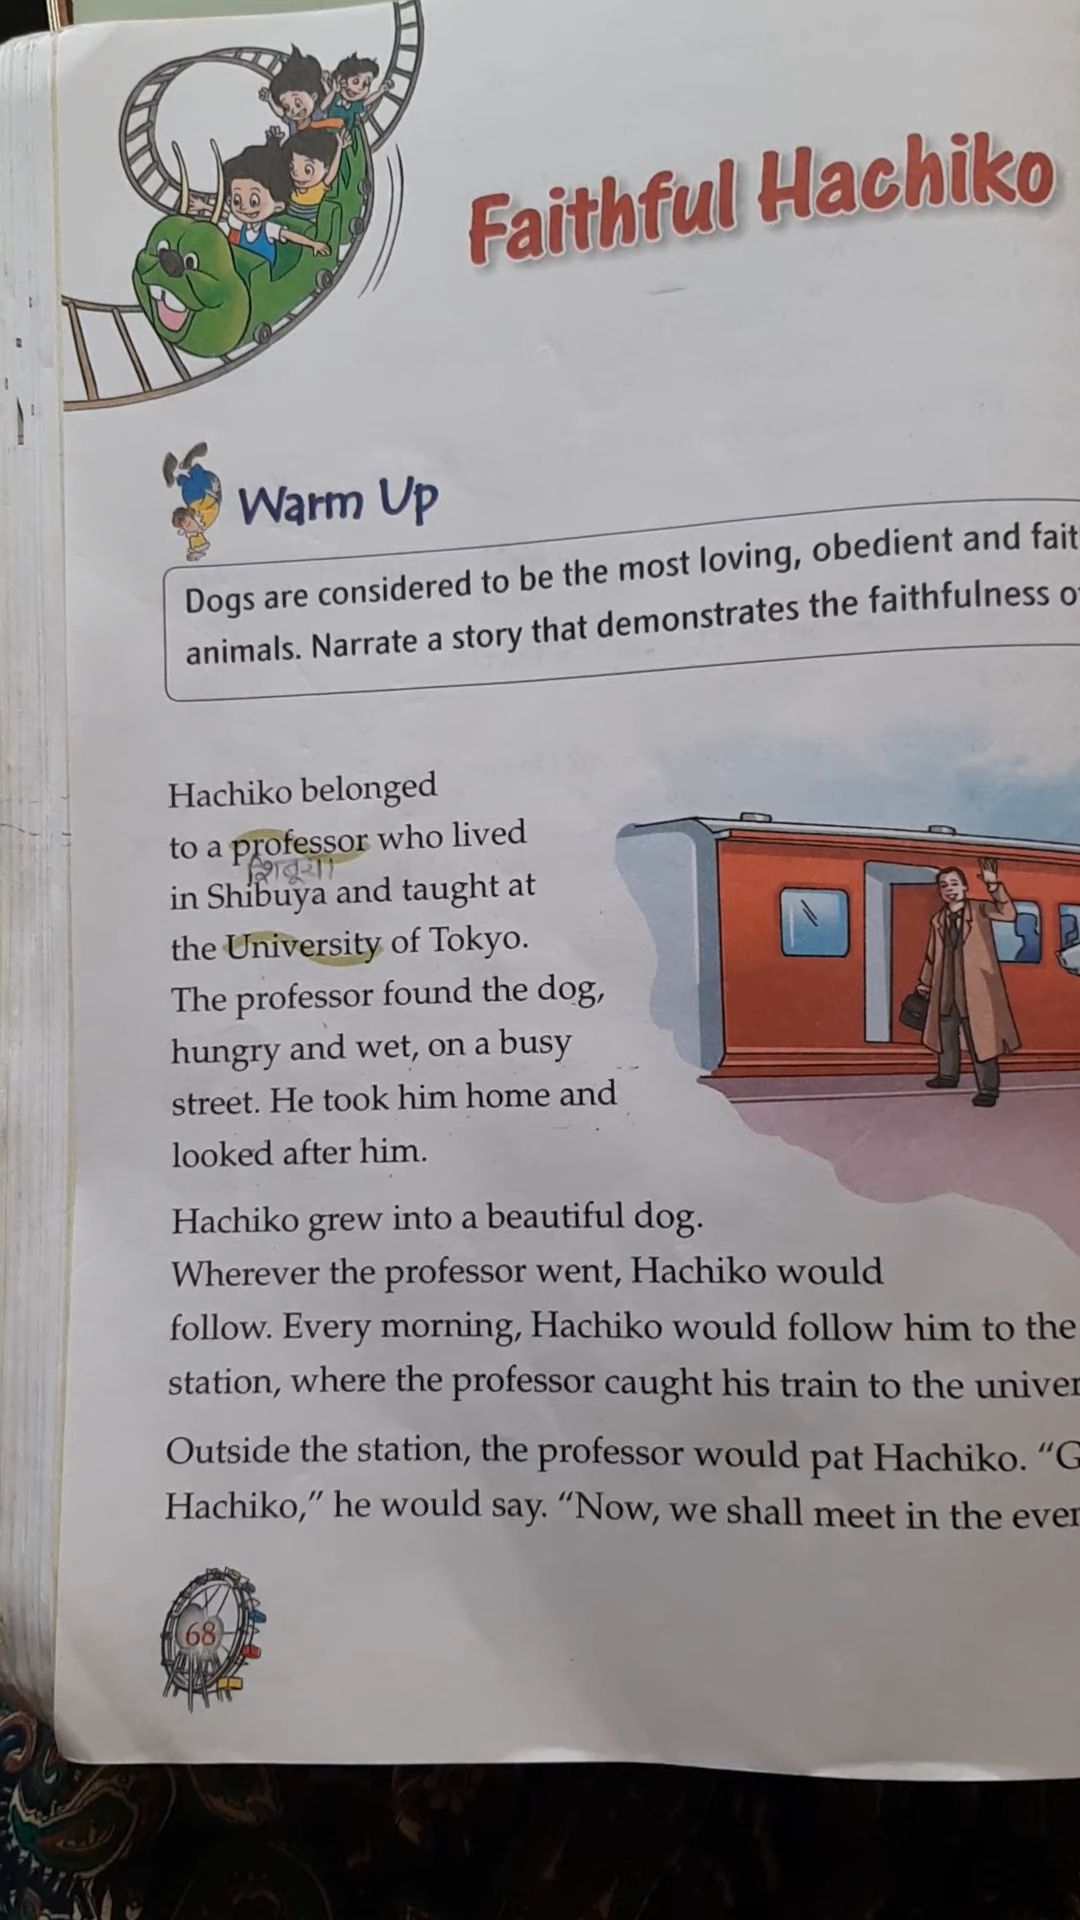 Faithful Hachiko
Warm Up
Dogs are considered to be the most loving, obedient and
animals. Narrate a story that demonstrates the faithfulness
Hachiko belonged
to a professor who lived
in Shibuya and taught at
the University of Tokyo.
The professor found the dog,
hungry and wet, on a busy
street. He took him home and
looked after him.
Hachiko grew into a beautiful dog.
Wherever the professor went, Hachiko would
follow. Every morning, Hachiko would follow him to the
station, where the professor caught his train to the
Outside the station, the professor would pat Hachiko.
Hachiko,” he would say. “Now, we shall meet in the
68